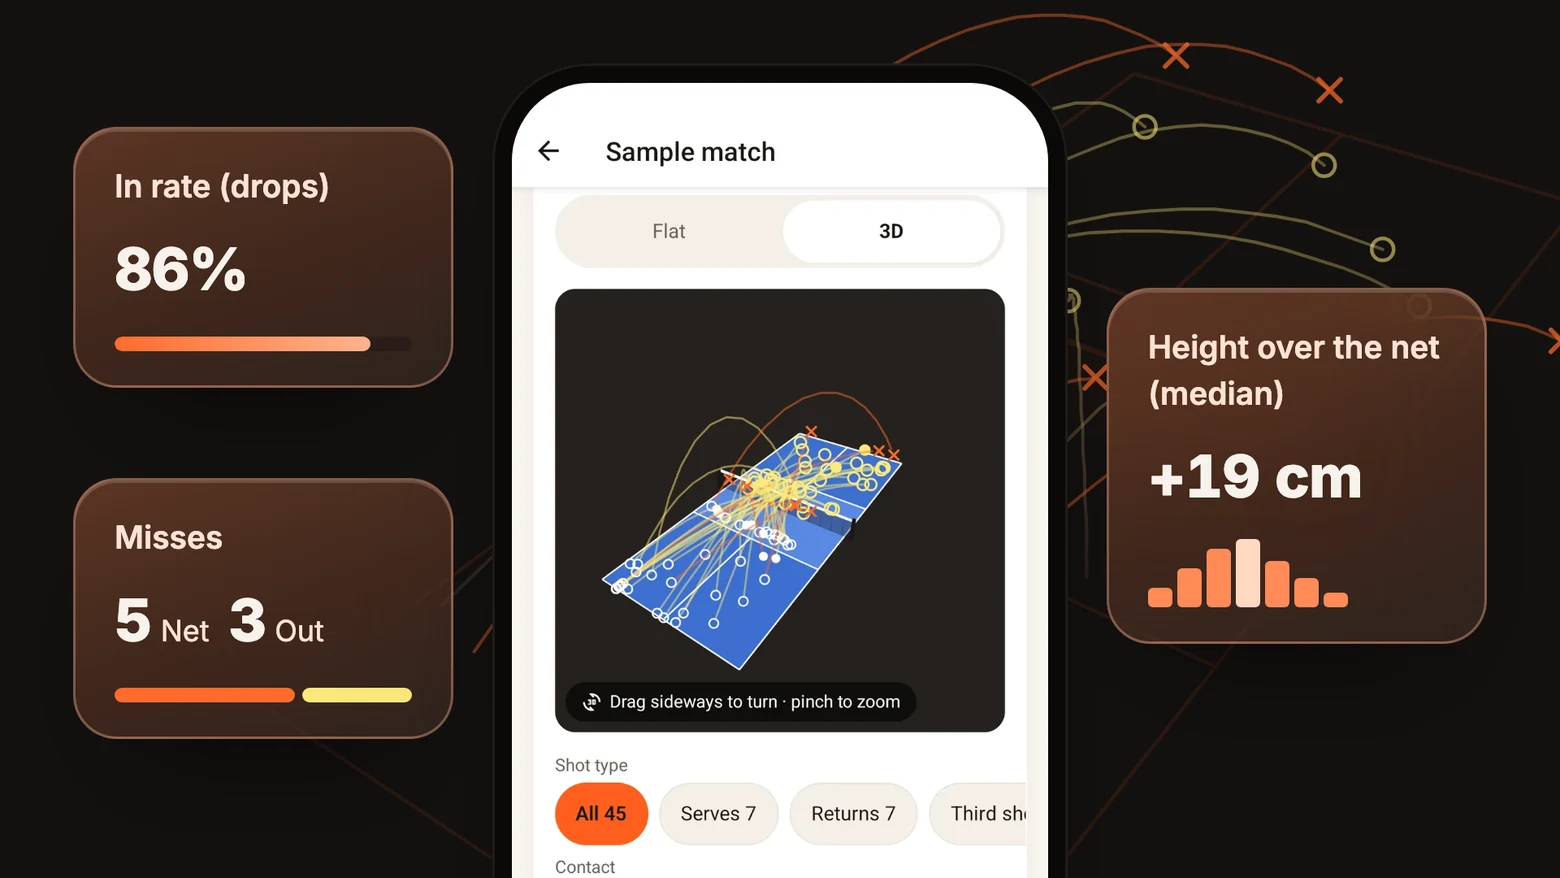 In rate (drops)
86%
Misses
5 Net 3 Out
Sample match
Flat
3D
Drag sideways to turn · pinch to zoom
Shot type
All 45
Serves 7
Returns 7
Third
Contact
Height over the net
(median)
+19 cm